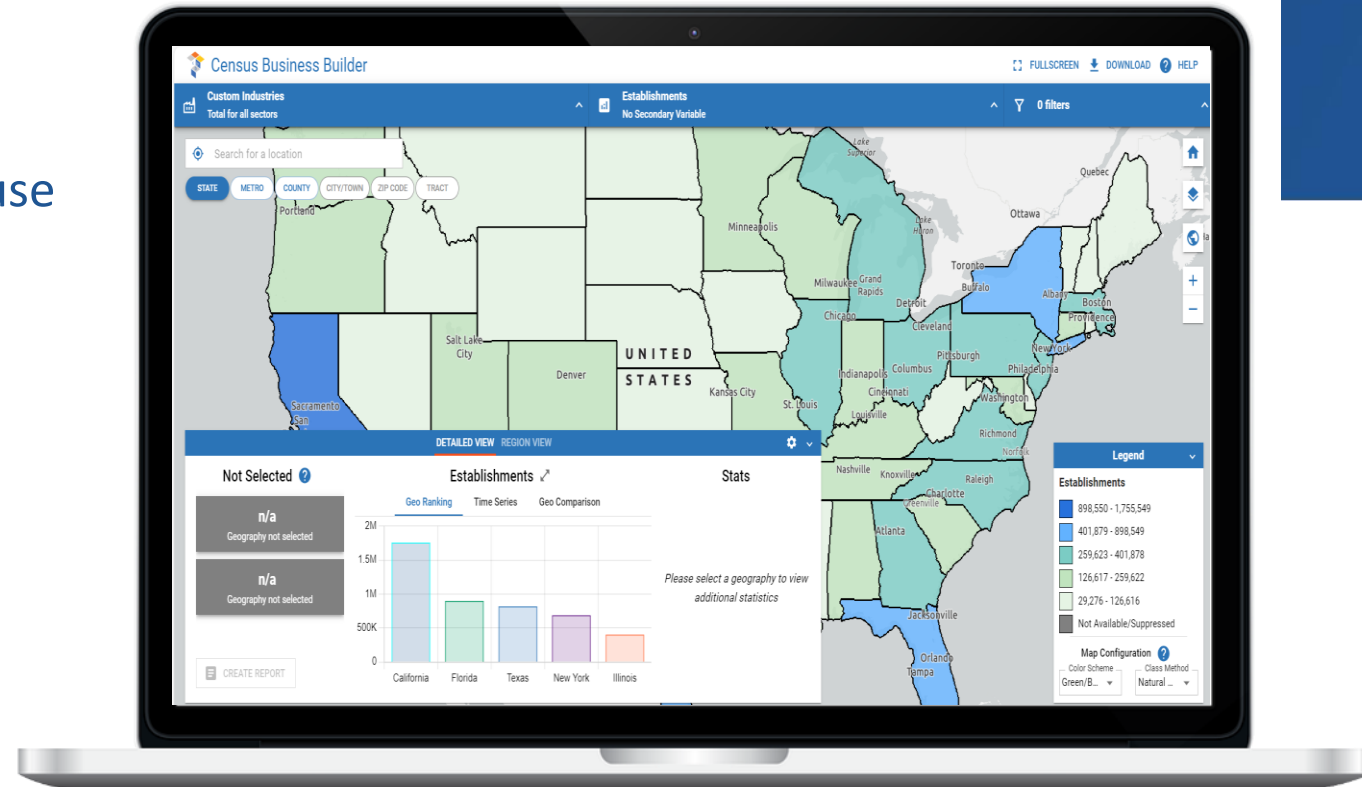 use
Census Business Builder
FULLSCREEN
DOWNLOAD
? HELP
Custom Industries
Total for all sectors
Establishments
No Secondary Variable
0 filters
Search for a location
STATE
METRO
COUNTY
CITY/TOWN
ZIP CODE
TRACT
Lake
Superior
Quebec
Portland
Ottawa
Minneapolis
Lake
Huron
Toronto
Milwaukee
Grand
Rapids
Buffalo
Albany
Boston
Detroit
Chicago
Providence
Cleveland
Salt Lake
City
UNITED
STATES
New York
Pittsburgh
Denver
Indianapolis
Columbus
Philadelphia
Kansas City
Cincinnati
Washington
Sacramento
San
St. Louis
Louisville
Richmond
Norfolk
DETAILED VIEW
REGION VIEW
Nashville
Knoxville
Raleigh
Charlotte
Greenville
Atlanta
Jacksonville
Orlando
Tampa
Not Selected ?
n/a
Geography not selected
n/a
Geography not selected
CREATE REPORT
Establishments
Geo Ranking
Time Series
Geo Comparison
2M
1.5M
1M
500K
0
California
Florida
Texas
New York
Illinois
Stats
Please select a geography to view
additional statistics
Legend
Establishments
898,550 - 1,755,549
401,879 - 898,549
259,623 - 401,878
126,617 - 259,622
29,276 - 126,616
Not Available/Suppressed
Map Configuration ?
Color Scheme
Green/B...
Class Method
Natural ...